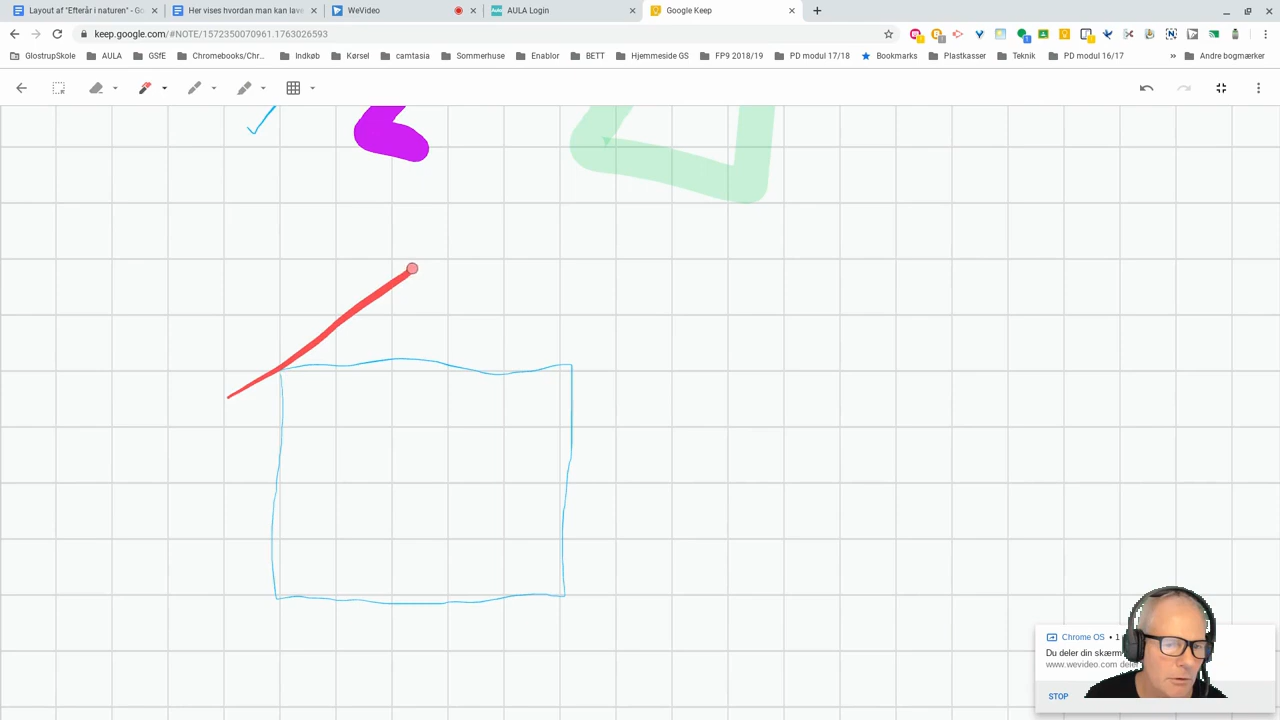 Layout af "Efterår i naturen" - Go
Her vises hvordan man kan lave
WeVideo
AULA Login
Google Keep
keep.google.com/#NOTE/1572350070961.1763026593
GlostrupSkole
AULA
GSfE
Chromebooks/Chr...
Indkøb
Kørsel
camtasia
Sommerhuse
Enablor
BETT
Hjemmeside GS
FP9 2018/19
PD modul 17/18
Bookmarks
Plastkasser
Teknik
PD modul 16/17
»
Andre bogmærker
Chrome OS • 1
Du deler din skærm
www.wevideo.com deler
STOP